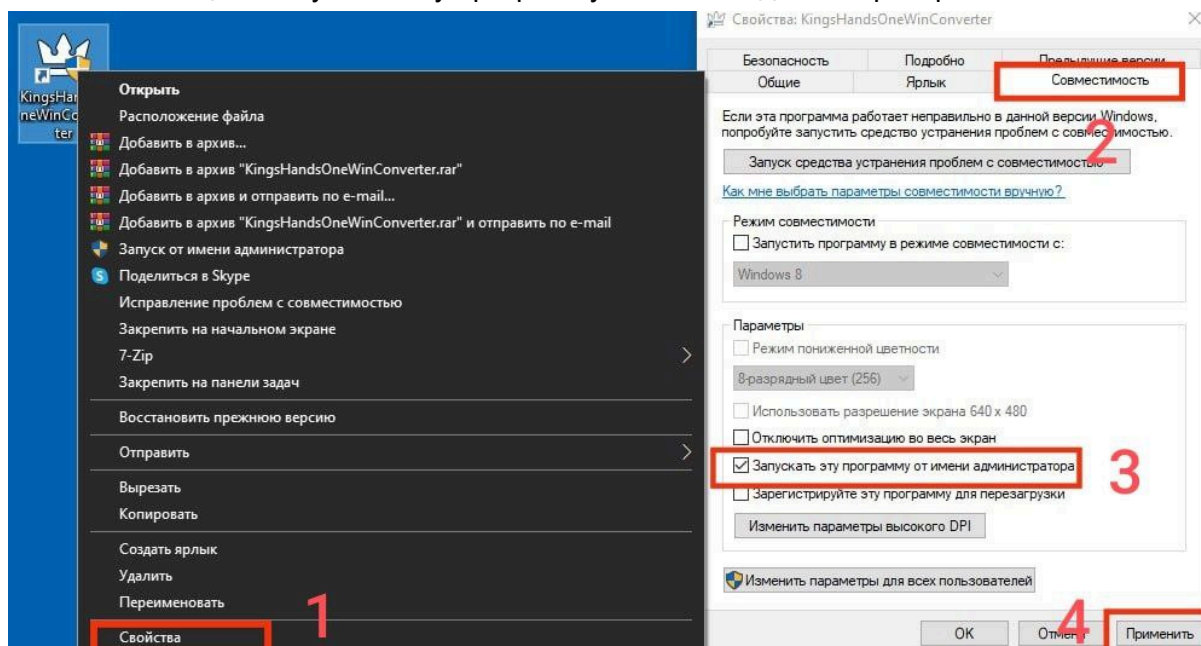 KingsHan
neWinCo
ter
Открыть
Расположение файла
Добавить в архив...
Добавить в архив "KingsHandsOneWinConverter.rar"
Добавить в архив и отправить по e-mail...
Добавить в архив "KingsHandsOneWinConverter.rar" и отправить по e-mail
Запуск от имени администратора
Поделиться в Skype
Исправление проблем с совместимостью
Закрепить на начальном экране
7-Zip
Закрепить на панели задач
Восстановить прежнюю версию
Отправить
Вырезать
Копировать
Создать ярлык
Удалить
Переименовать
Свойства
1
Свойства: KingsHandsOneWinConverter
Безопасность Подробно Предыдущие версии
Общие Ярлык Совместимость
2
Если эта программа работает неправильно в данной версии Windows,
попробуйте запустить средство устранения проблем с совместимостью.
Запуск средства устранения проблем с совместимостью
Как мне выбрать параметры совместимости вручную?
Режим совместимости
Запустить программу в режиме совместимости с:
Windows 8
Параметры
Режим пониженной цветности
8-разрядный цвет (256)
Использовать разрешение экрана 640 x 480
Отключить оптимизацию во весь экран
Запускать эту программу от имени администратора
3
Зарегистрируйте эту программу для перезагрузки
Изменить параметры высокого DPI
Изменить параметры для всех пользователей
4
OK Отмена Применить